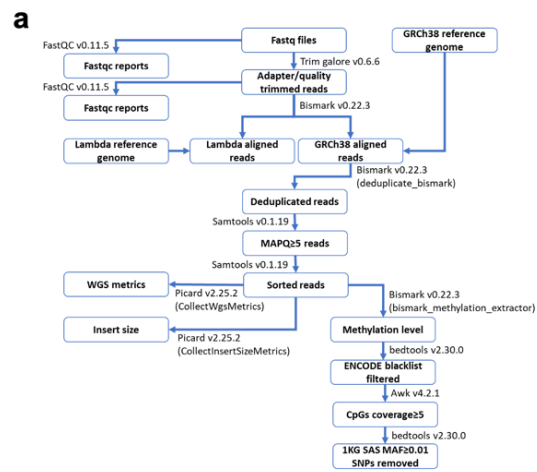 a
Fastq files
GRCh38 reference
genome
FastQC v0.11.5
Fastqc reports
Trim galore v0.6.6
FastQC v0.11.5
Adapter/quality
trimmed reads
Fastqc reports
Bismark v0.22.3
Lambda reference
genome
Lambda aligned
reads
GRCh38 aligned
reads
Bismark v0.22.3
(deduplicate_bismark)
Deduplicated reads
Samtools v0.1.19
MAPQ≥5 reads
Samtools v0.1.19
WGS metrics
Sorted reads
Picard v2.25.2
(CollectWgsMetrics)
Bismark v0.22.3
(bismark_methylation_extractor)
Insert size
Methylation level
Picard v2.25.2
(CollectInsertSizeMetrics)
bedtools v2.30.0
ENCODE blacklist
filtered
Awk v4.2.1
CpGs coverage≥5
bedtools v2.30.0
1KG SAS MAF≥0.01
SNPs removed